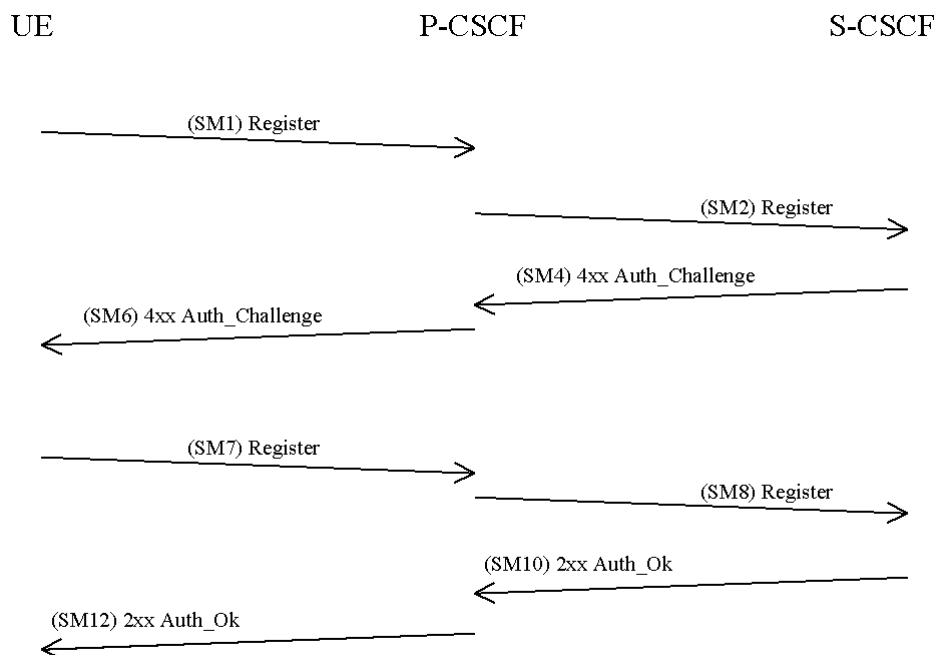 UE P-CSCF S-CSCF
(SM1) Register
(SM2) Register
(SM4) 4xx Auth_Challenge
(SM6) 4xx Auth_Challenge
(SM7) Register
(SM8) Register
(SM10) 2xx Auth_Ok
(SM12) 2xx Auth_Ok